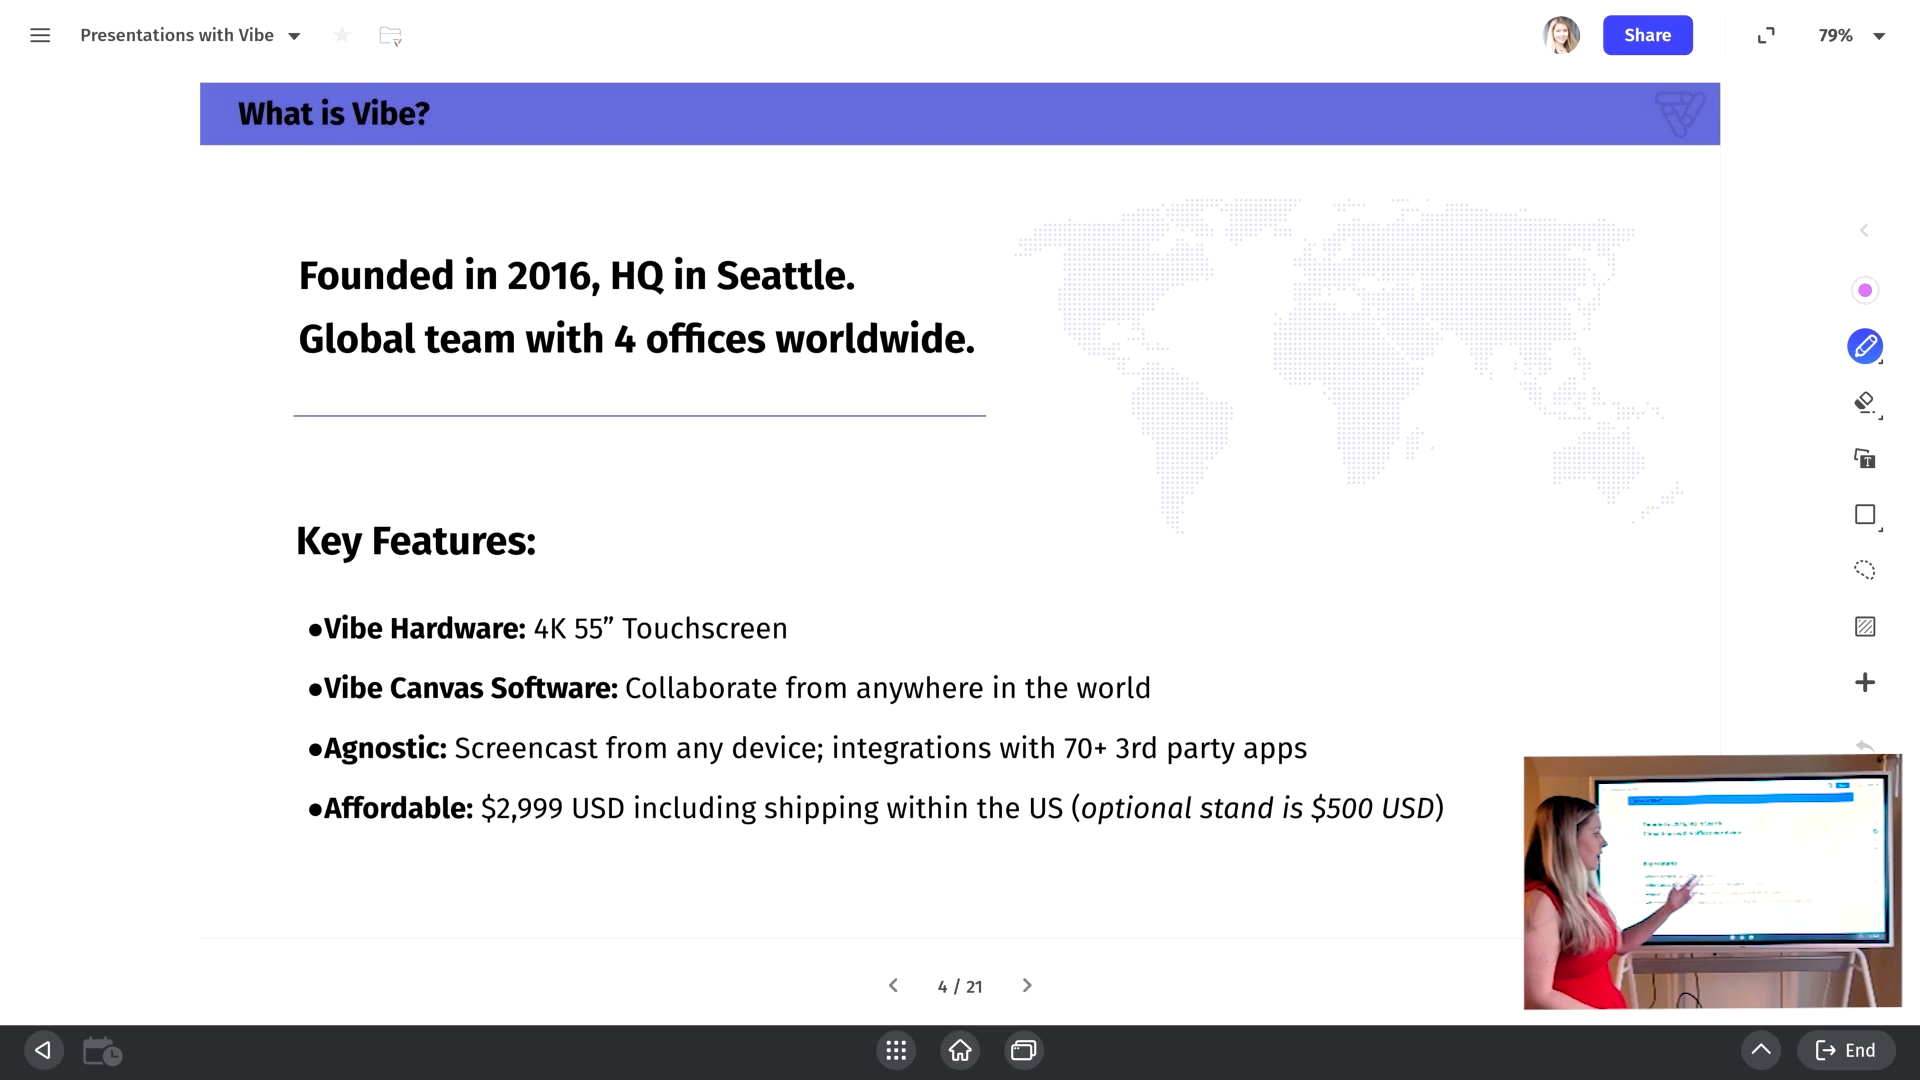 Presentations with Vibe
Share
79%
What is Vibe?
Founded in 2016, HQ in Seattle.
Global team with 4 offices worldwide.
Key Features:
●Vibe Hardware: 4K 55” Touchscreen
●Vibe Canvas Software: Collaborate from anywhere in the world
●Agnostic: Screencast from any device; integrations with 70+ 3rd party apps
●Affordable: $2,999 USD including shipping within the US (optional stand is $500 USD)
4 / 21
End